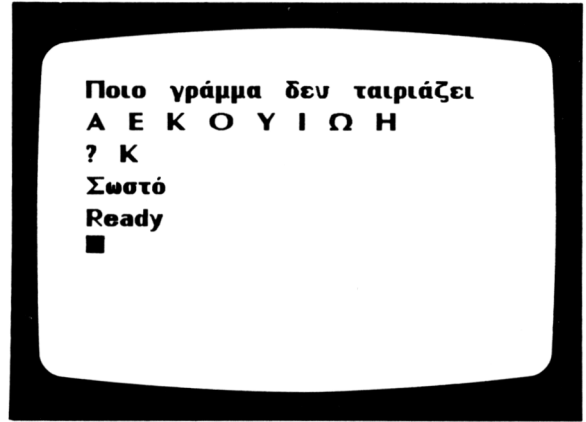 Ποιο γράμμα δεν ταιριάζει
Α Ε Κ Ο Υ Ι Ω Η
? Κ
Σωστό
Ready